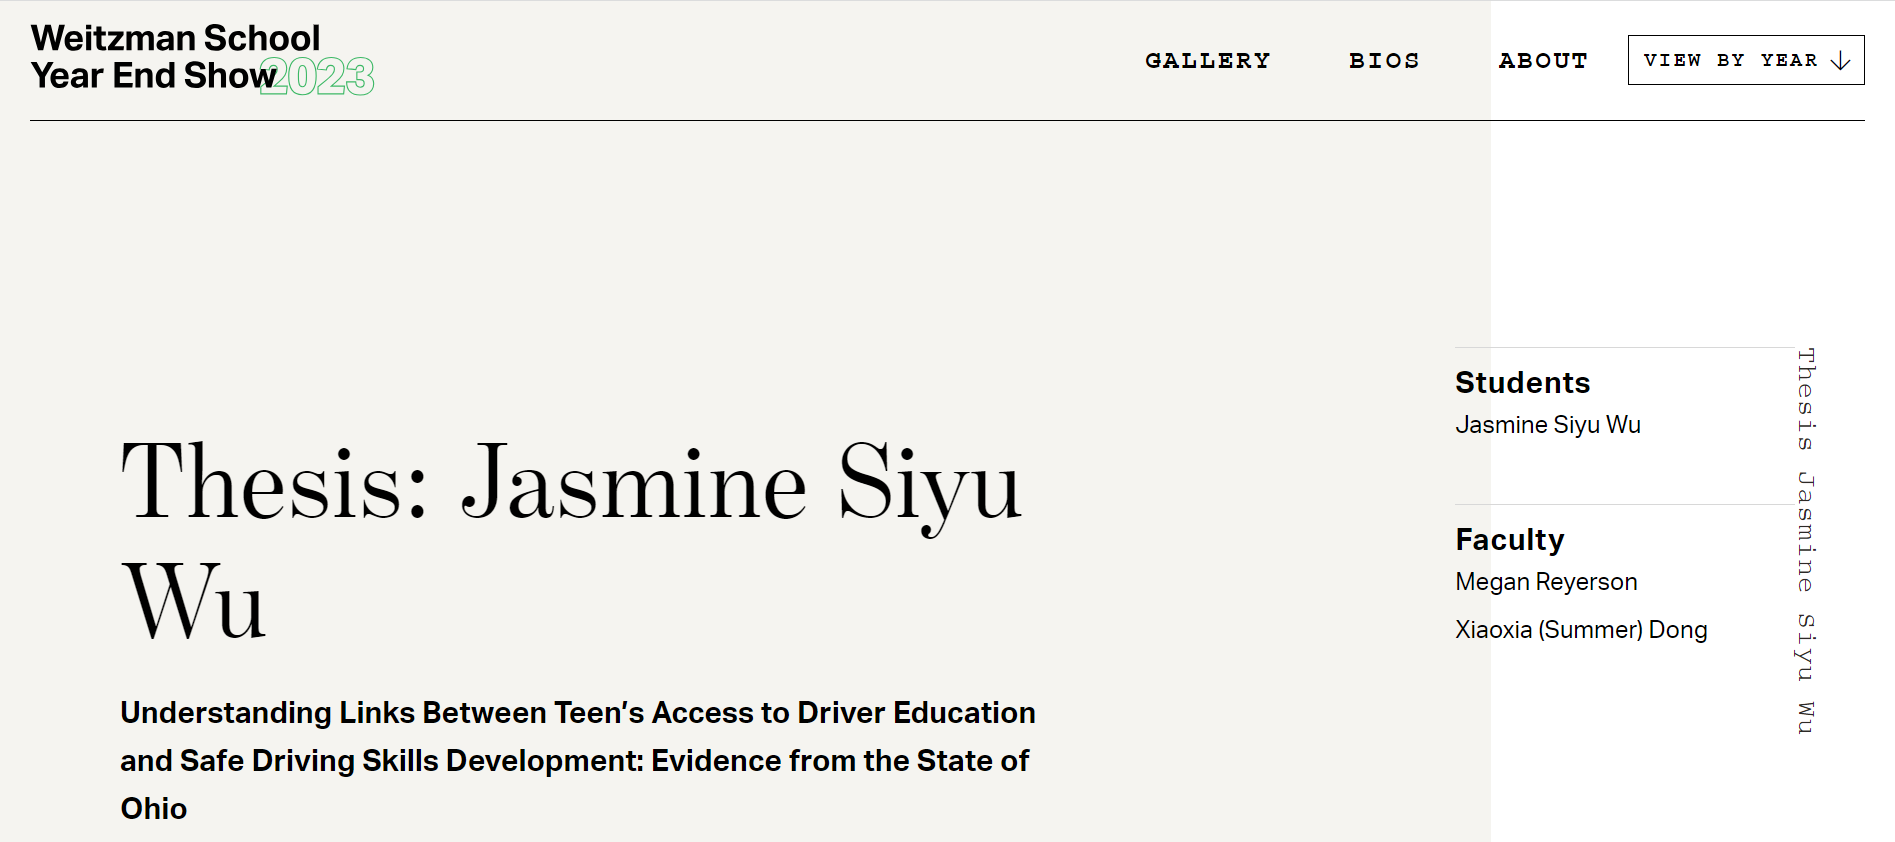 Weitzman School
Year End Show 2023
GALLERY
BIOS
ABOUT
VIEW BY YEAR ↓
Thesis: Jasmine Siyu
Wu
Understanding Links Between Teen’s Access to Driver Education
and Safe Driving Skills Development: Evidence from the State of
Ohio
Students
Jasmine Siyu Wu
Faculty
Megan Reyerson
Xiaoxia (Summer) Dong
Thesis Jasmine Siyu Wu